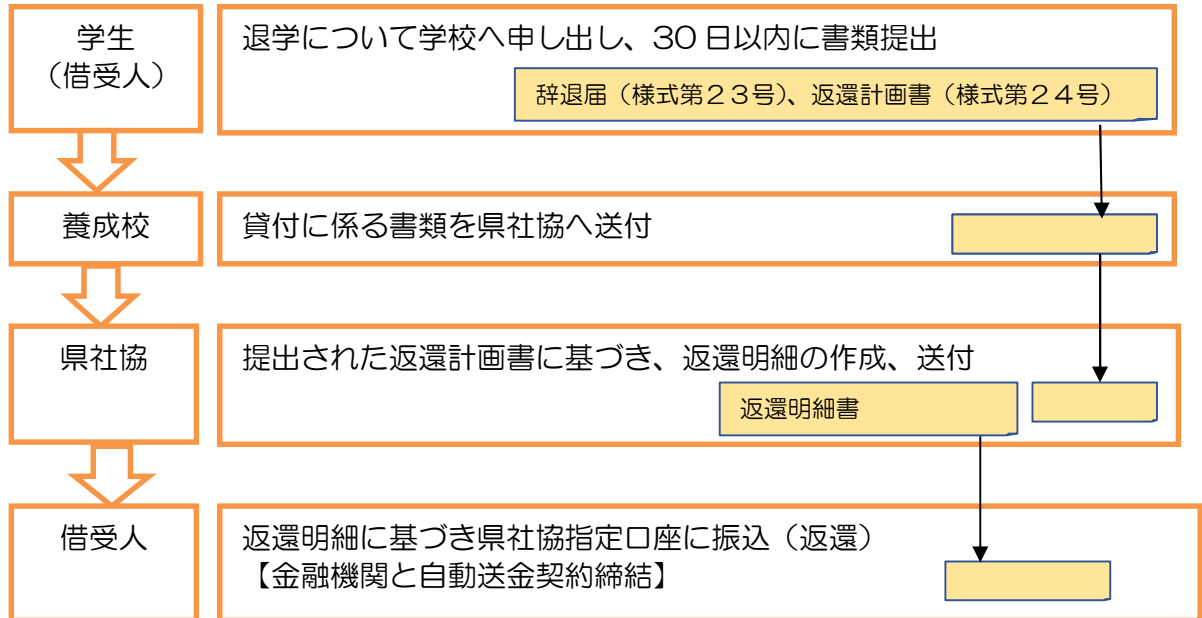 学生
（借受人）
退学について学校へ申し出し、30 日以内に書類提出
辞退届（様式第２３号）、返還計画書（様式第２４号）
養成校
貸付に係る書類を県社協へ送付
県社協
提出された返還計画書に基づき、返還明細の作成、送付
返還明細書
借受人
返還明細に基づき県社協指定口座に振込（返還）
【金融機関と自動送金契約締結】